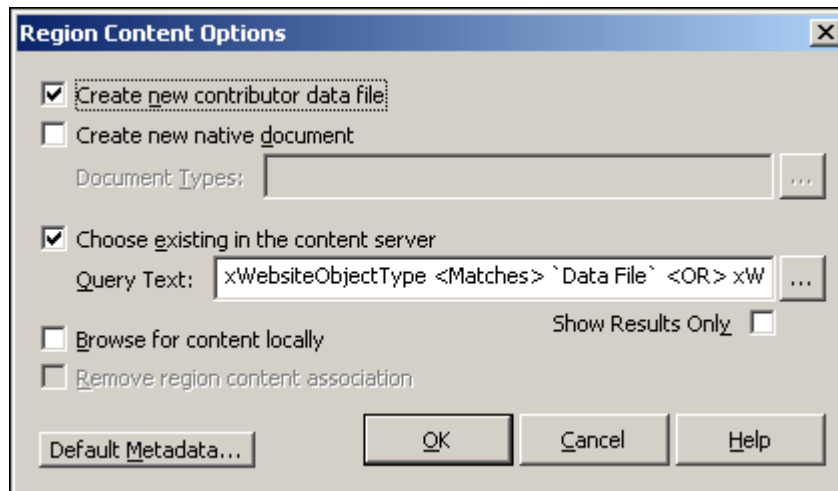 Region Content Options
Create new contributor data file
Create new native document
Document Types:
...
Choose existing in the content server
Query Text: xWebsiteObjectType <Matches> `Data File` <OR> xW ...
Show Results Only
Browse for content locally
Remove region content association
Default Metadata... OK Cancel Help